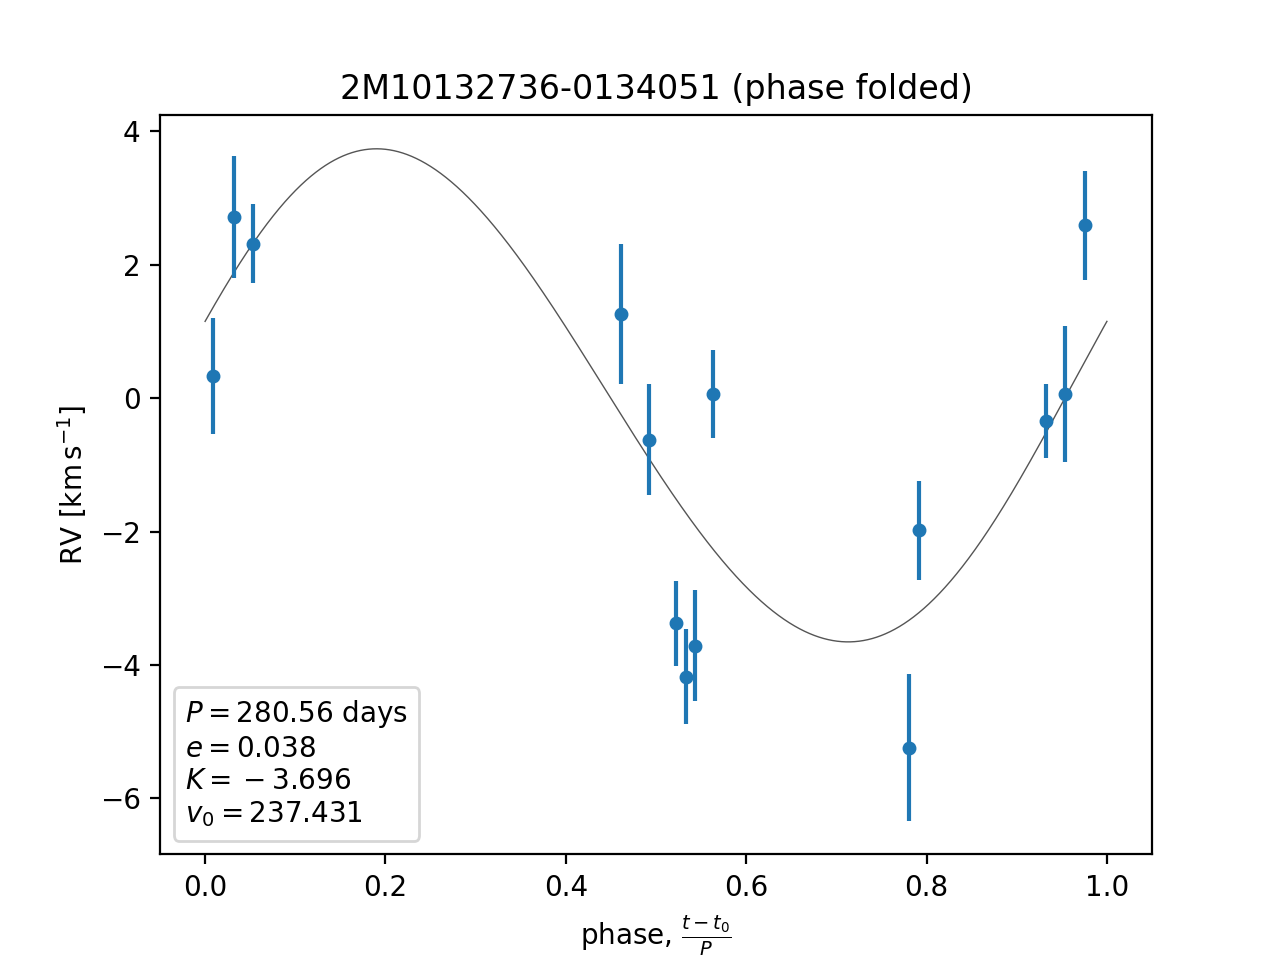 2M10132736-0134051 (phase folded)
RV [km s⁻¹]
4
2
0
−2
−4
−6
P = 280.56 days
e = 0.038
K = −3.696
v₀ = 237.431
0.0 0.2 0.4 0.6 0.8 1.0
phase, (t − t₀)/P